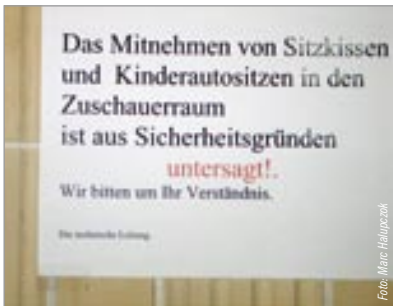 Das Mitnehmen von Sitzkissen
und Kinderautositzen in den
Zuschauerraum
ist aus Sicherheitsgründen
untersagt!.
Wir bitten um Ihr Verständnis.
Die technische Leitung.
Foto: Marc Halupczok